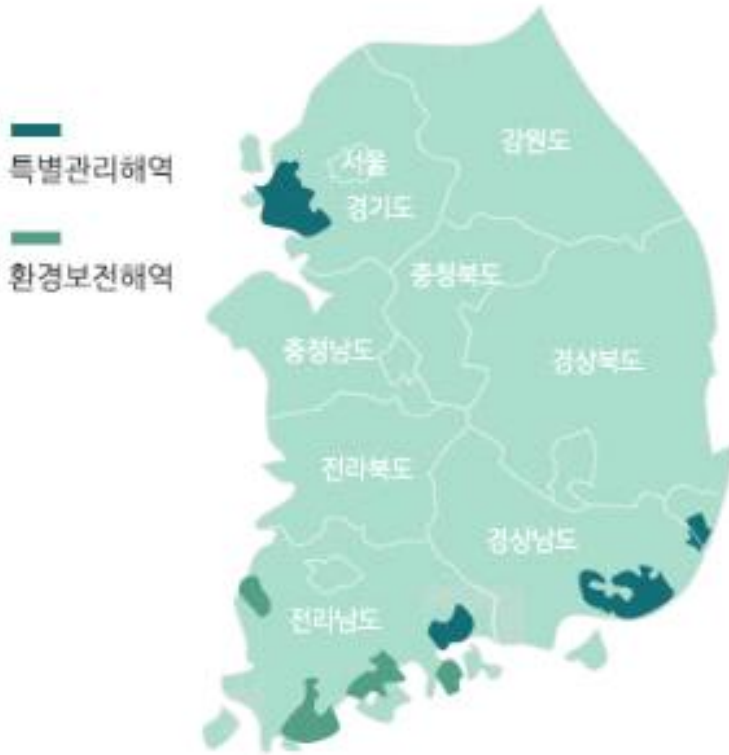 특별관리해역
환경보전해역
서울
경기도
강원도
충청북도
충청남도
경상북도
전라북도
경상남도
전라남도